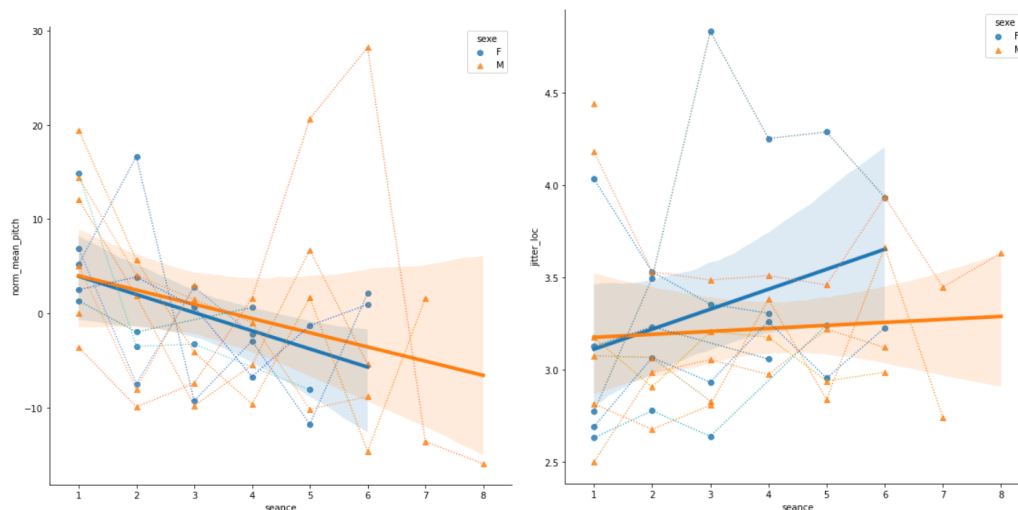 sexe
F
M
norm_mean_pitch
30
20
10
0
−10
1 2 3 4 5 6 7 8
seance
sexe
F
M
jitter_loc
4.5
4.0
3.5
3.0
2.5
1 2 3 4 5 6 7 8
seance